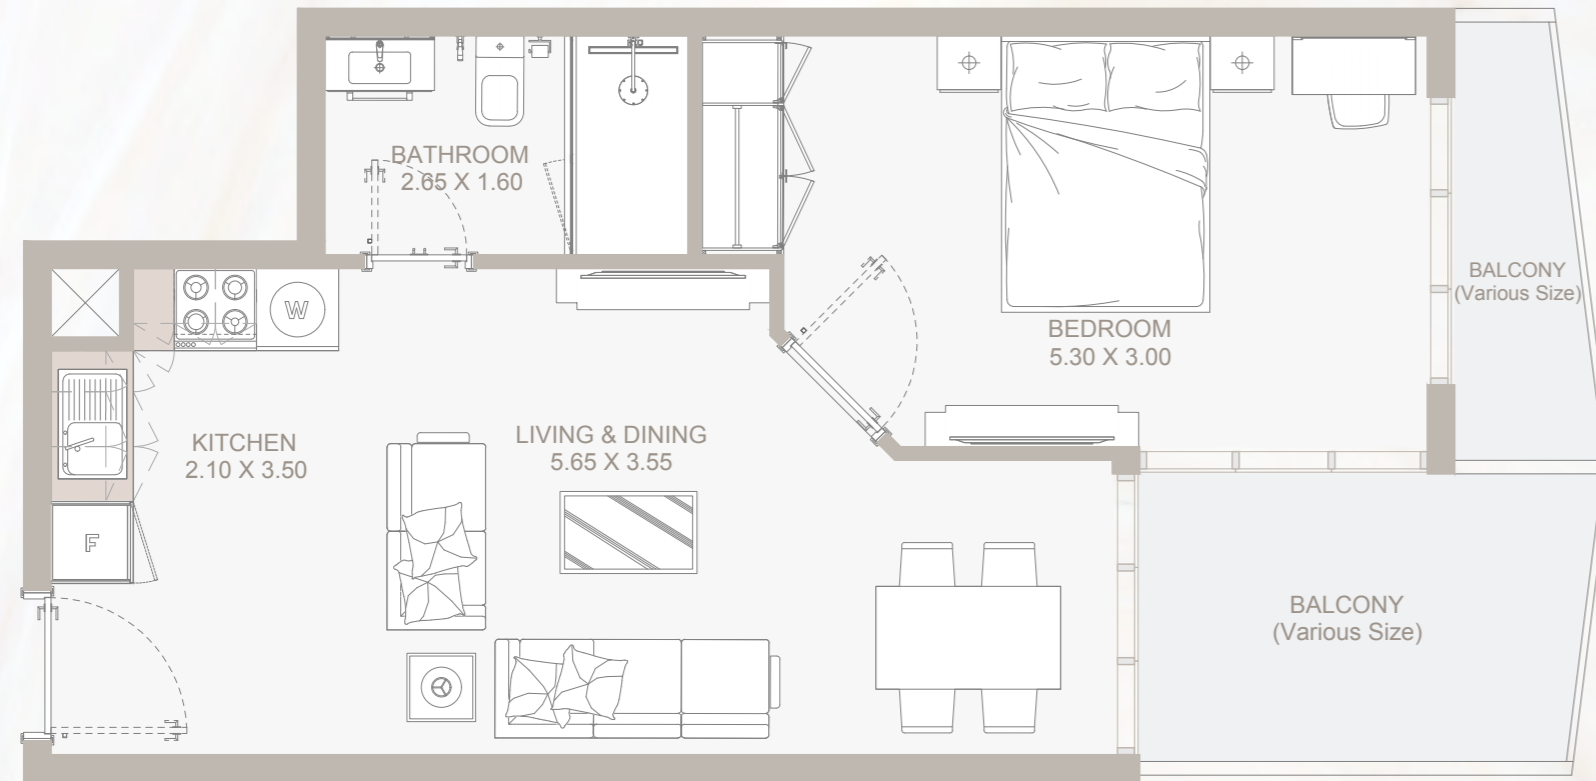 BATHROOM
2.65 X 1.60
BALCONY
(Various Size)
BEDROOM
5.30 X 3.00
W
KITCHEN
2.10 X 3.50
LIVING & DINING
5.65 X 3.55
F
BALCONY
(Various Size)